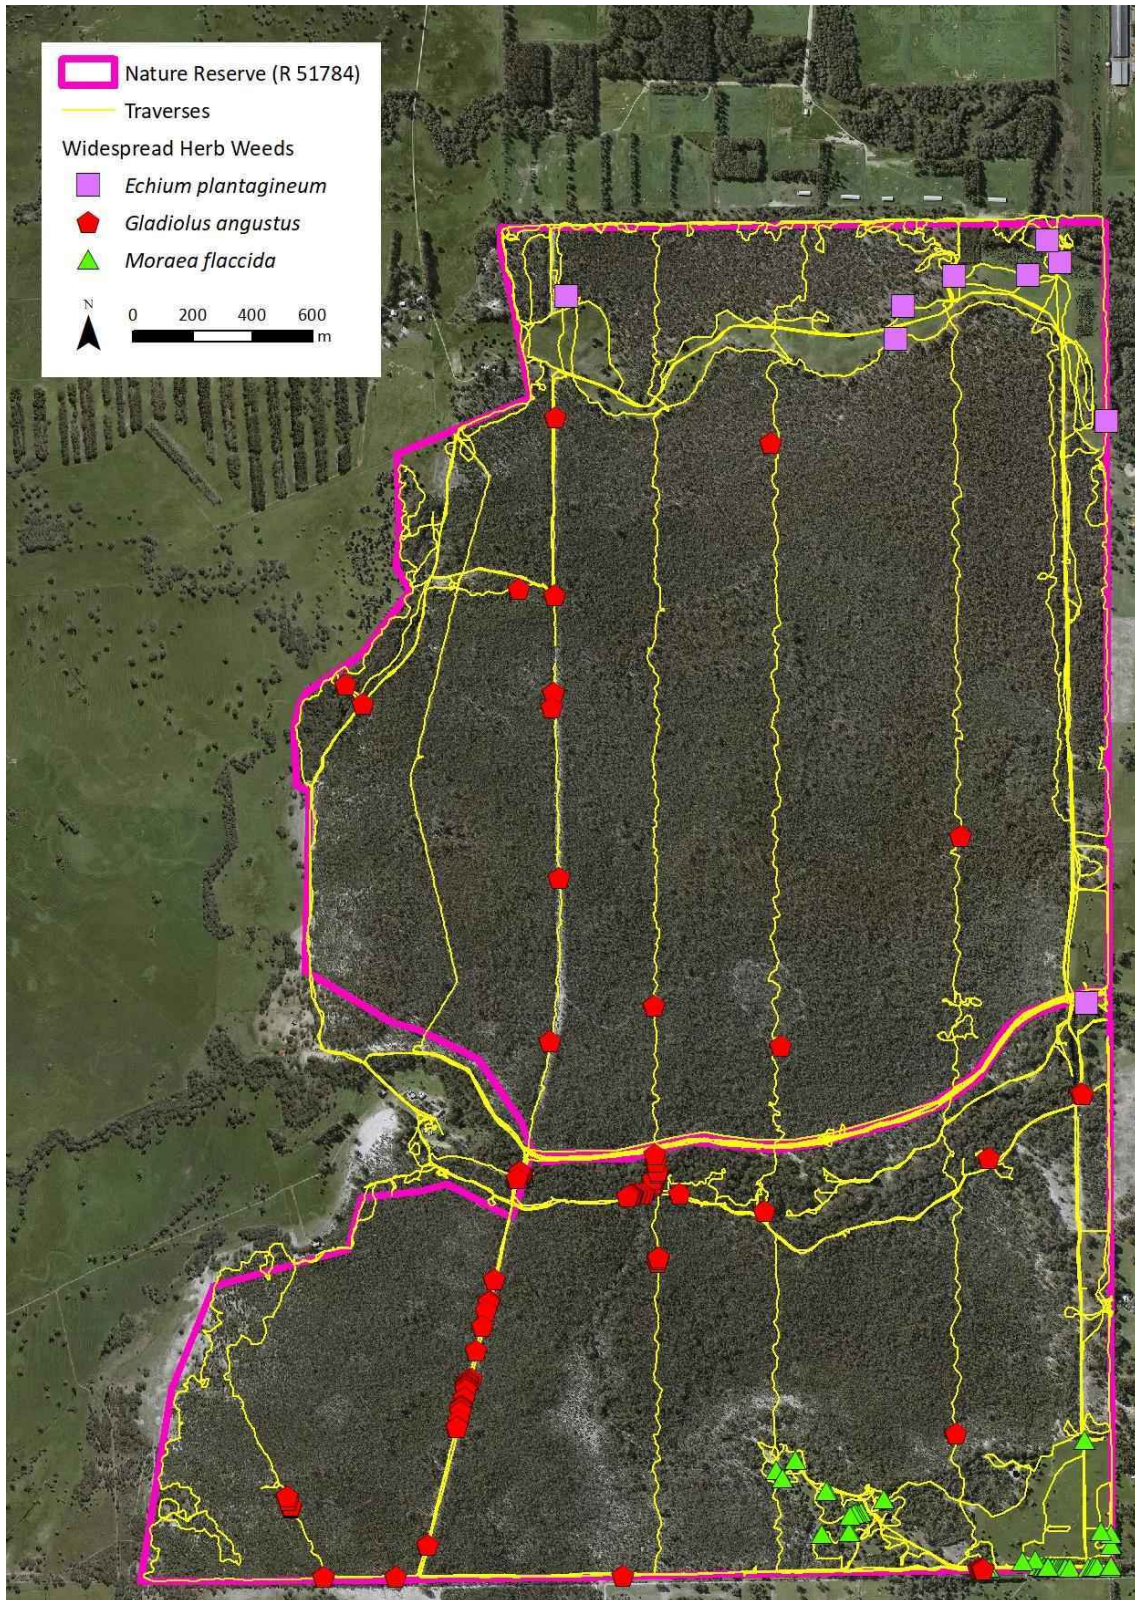 Nature Reserve (R 51784)
Traverses
Widespread Herb Weeds
Echium plantagineum
Gladiolus angustus
Moraea flaccida
N
0 200 400 600
m